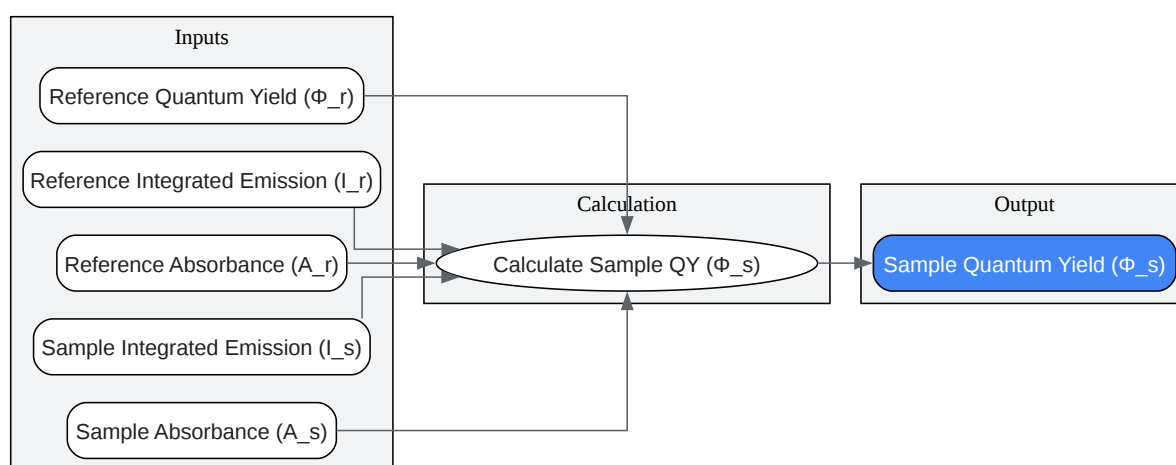 Inputs
Reference Quantum Yield (Φ_r)
Reference Integrated Emission (I_r)
Reference Absorbance (A_r)
Sample Integrated Emission (I_s)
Sample Absorbance (A_s)
Calculation
Calculate Sample QY (Φ_s)
Output
Sample Quantum Yield (Φ_s)